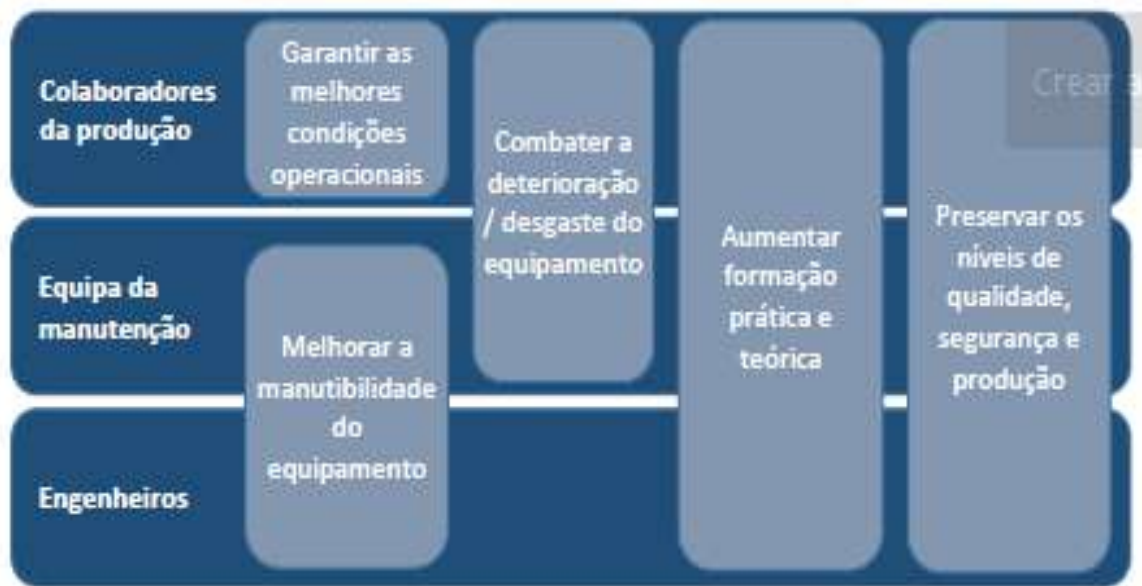 Colaboradores
da produção
Garantir as
melhores
condições
operacionais
Combater a
deterioração
/ desgaste do
equipamento
Aumentar
formação
prática e
teórica
Preservar os
níveis de
qualidade,
segurança e
produção
Equipa da
manutenção
Melhorar a
manutibilidade
do
equipamento
Engenheiros
Crear a